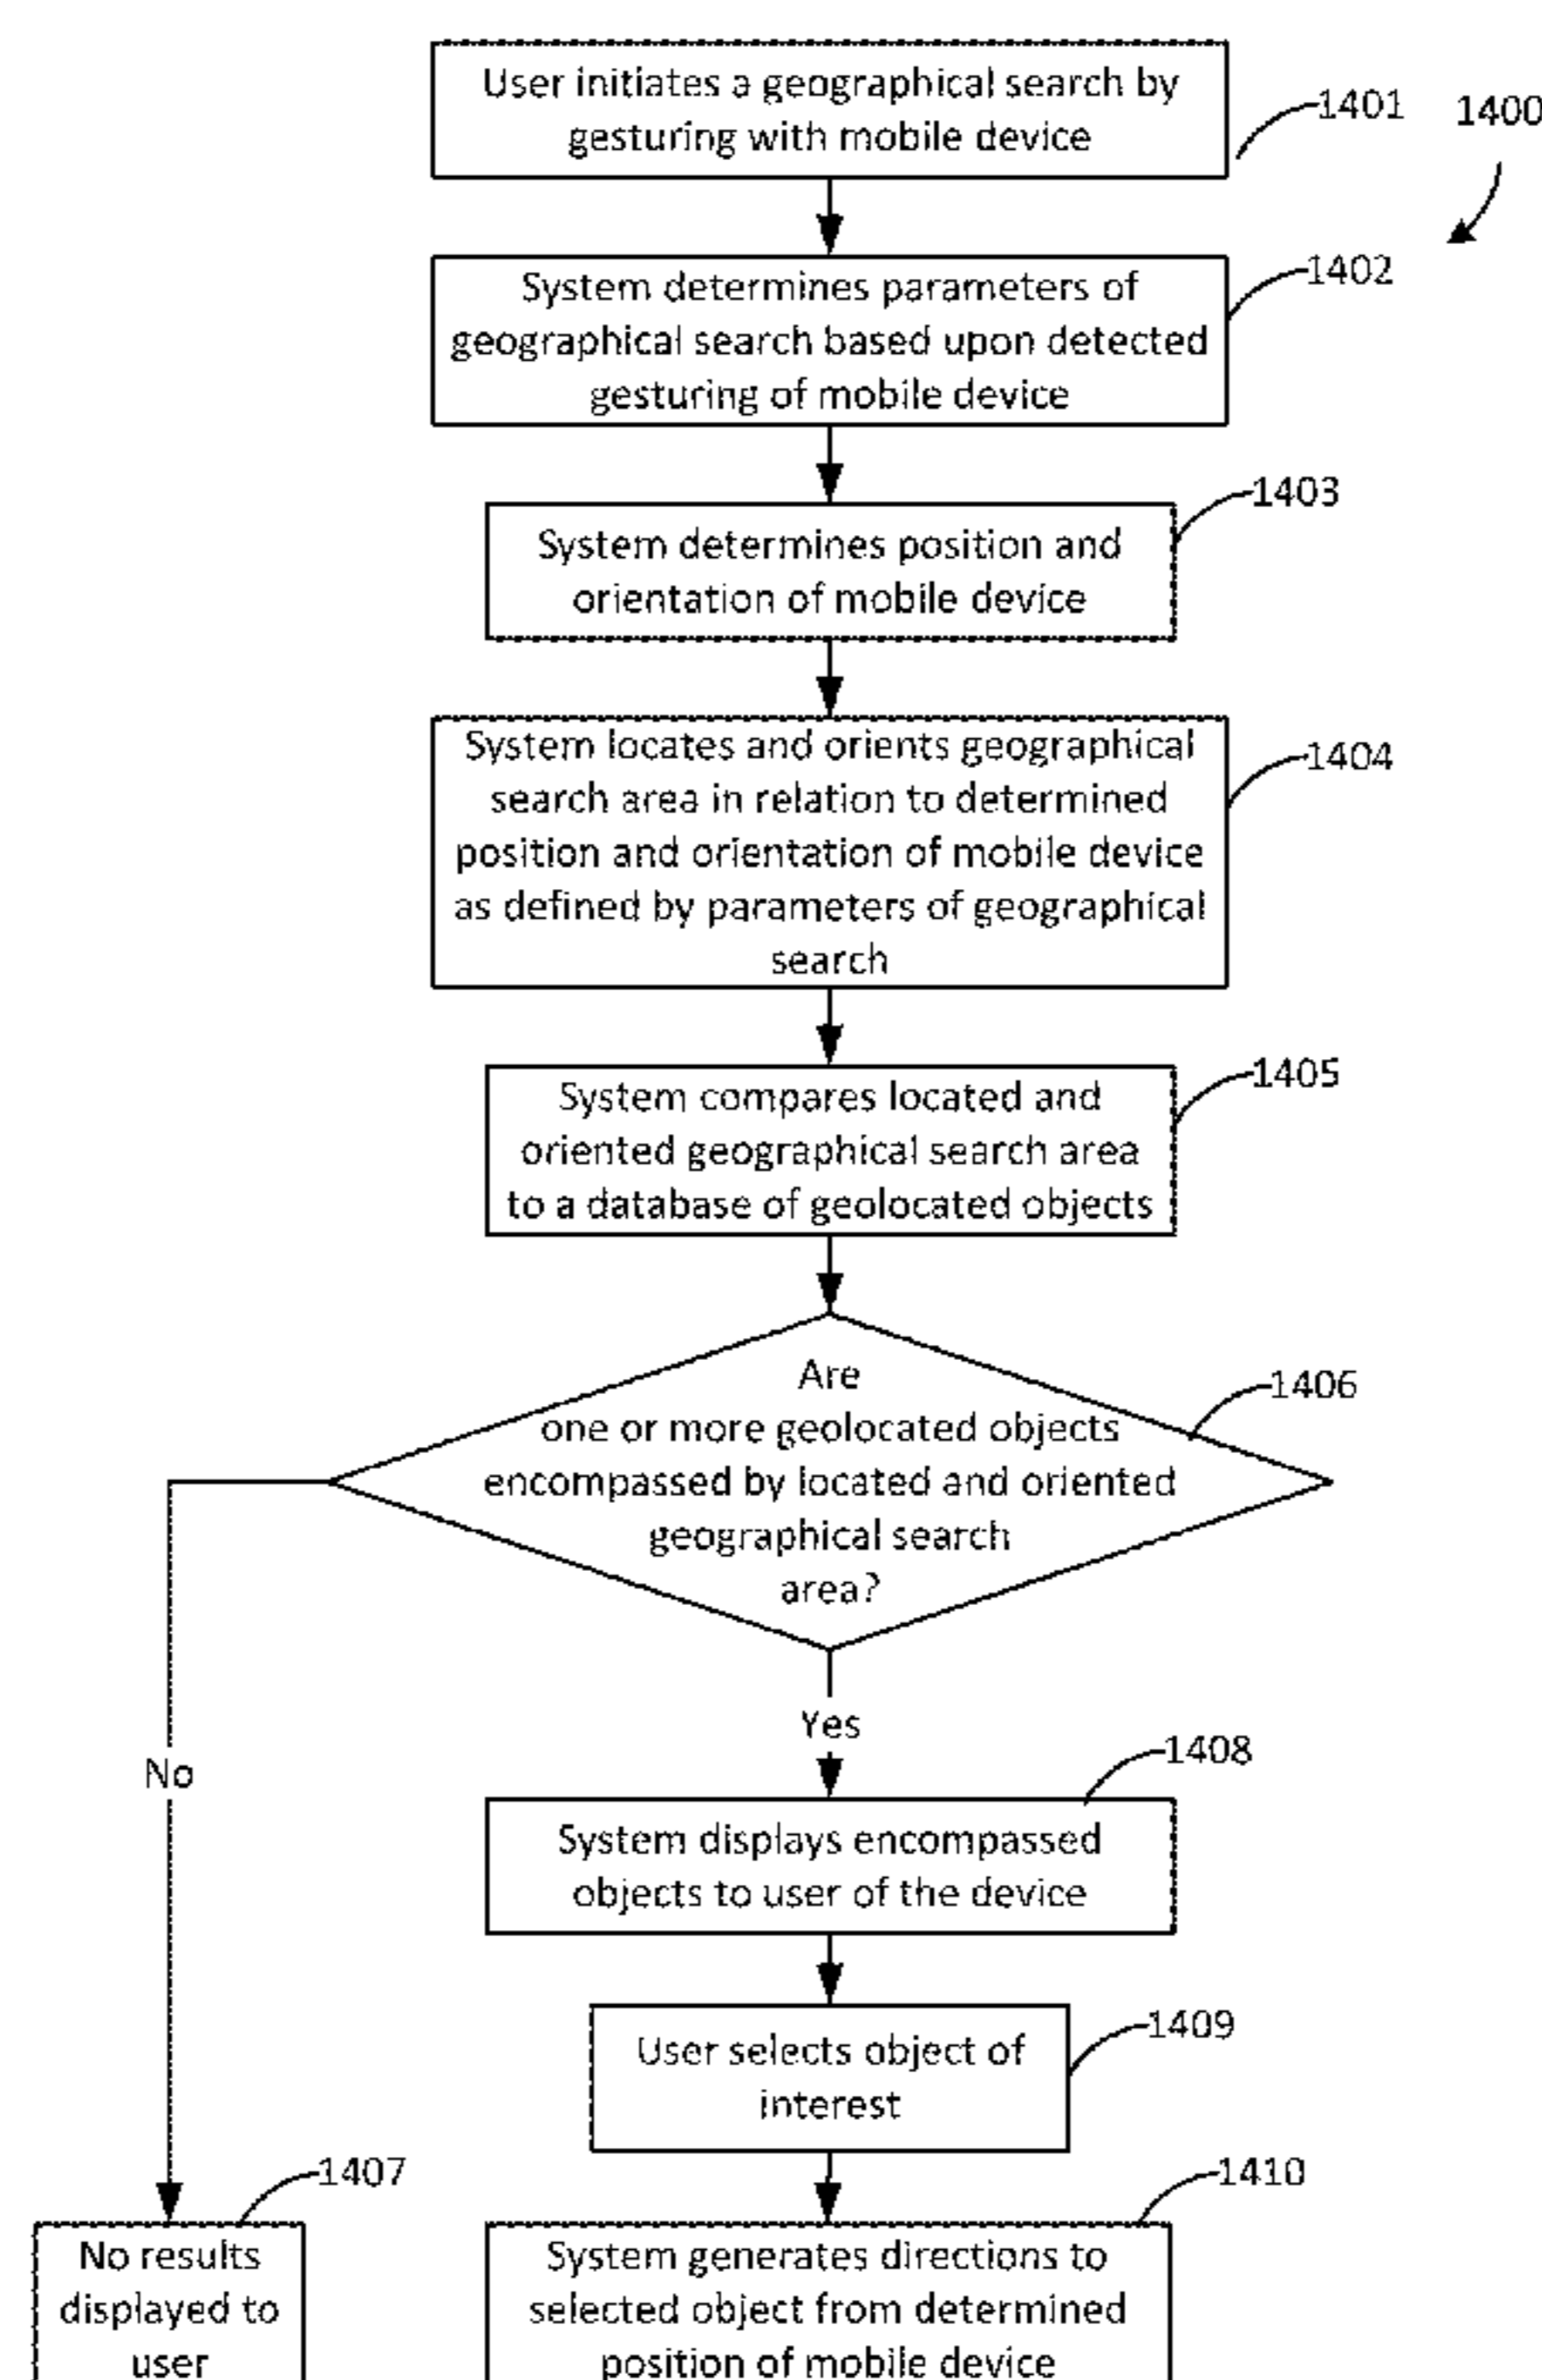 User initiates a geographical search by
gesturing with mobile device
1401
1400
System determines parameters of
geographical search based upon detected
gesturing of mobile device
1402
System determines position and
orientation of mobile device
1403
System locates and orients geographical
search area in relation to determined
position and orientation of mobile device
as defined by parameters of geographical
search
1404
System compares located and
oriented geographical search area
to a database of geolocated objects
1405
Are
one or more geolocated objects
encompassed by located and oriented
geographical search
area?
1406
Yes
No
1408
System displays encompassed
objects to user of the device
1409
User selects object of
interest
1407
No results
displayed to
user
1410
System generates directions to
selected object from determined
position of mobile device